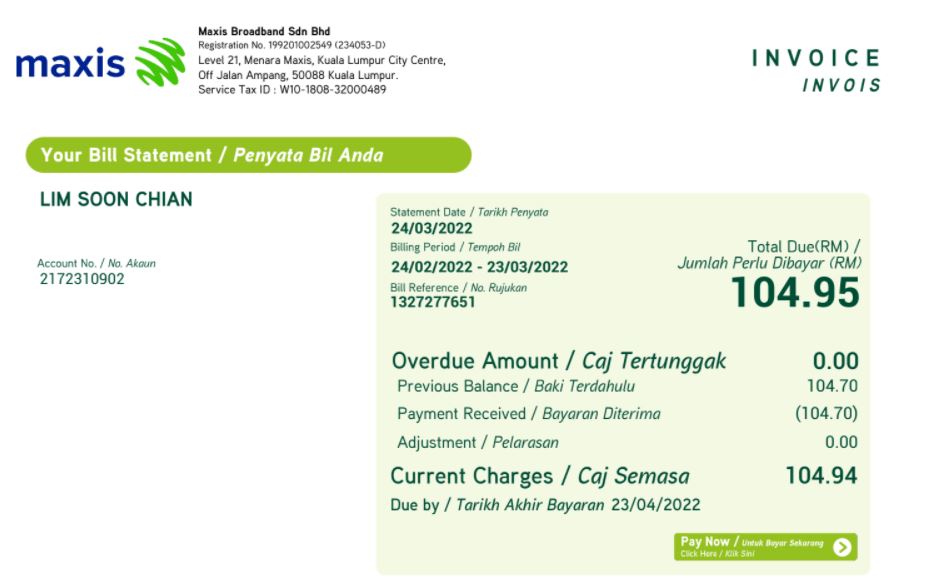 maxis
Maxis Broadband Sdn Bhd
Registration No. 199201002549 (234053-D)
Level 21, Menara Maxis, Kuala Lumpur City Centre,
Off Jalan Ampang, 50088 Kuala Lumpur.
Service Tax ID : W10-1808-32000489
INVOICE
INVOIS
Your Bill Statement / Penyata Bil Anda
LIM SOON CHIAN
Account No. / No. Akaun
2172310902
Statement Date / Tarikh Penyata
24/03/2022
Billing Period / Tempoh Bil
24/02/2022 - 23/03/2022
Bill Reference / No. Rujukan
1327277651
Total Due(RM) /
Jumlah Perlu Dibayar (RM)
104.95
Overdue Amount / Caj Tertunggak 0.00
Previous Balance / Baki Terdahulu 104.70
Payment Received / Bayaran Diterima (104.70)
Adjustment / Pelarasan 0.00
Current Charges / Caj Semasa 104.94
Due by / Tarikh Akhir Bayaran 23/04/2022
Pay Now / Untuk Bayar Sekarang
Click Here / Klik Sini